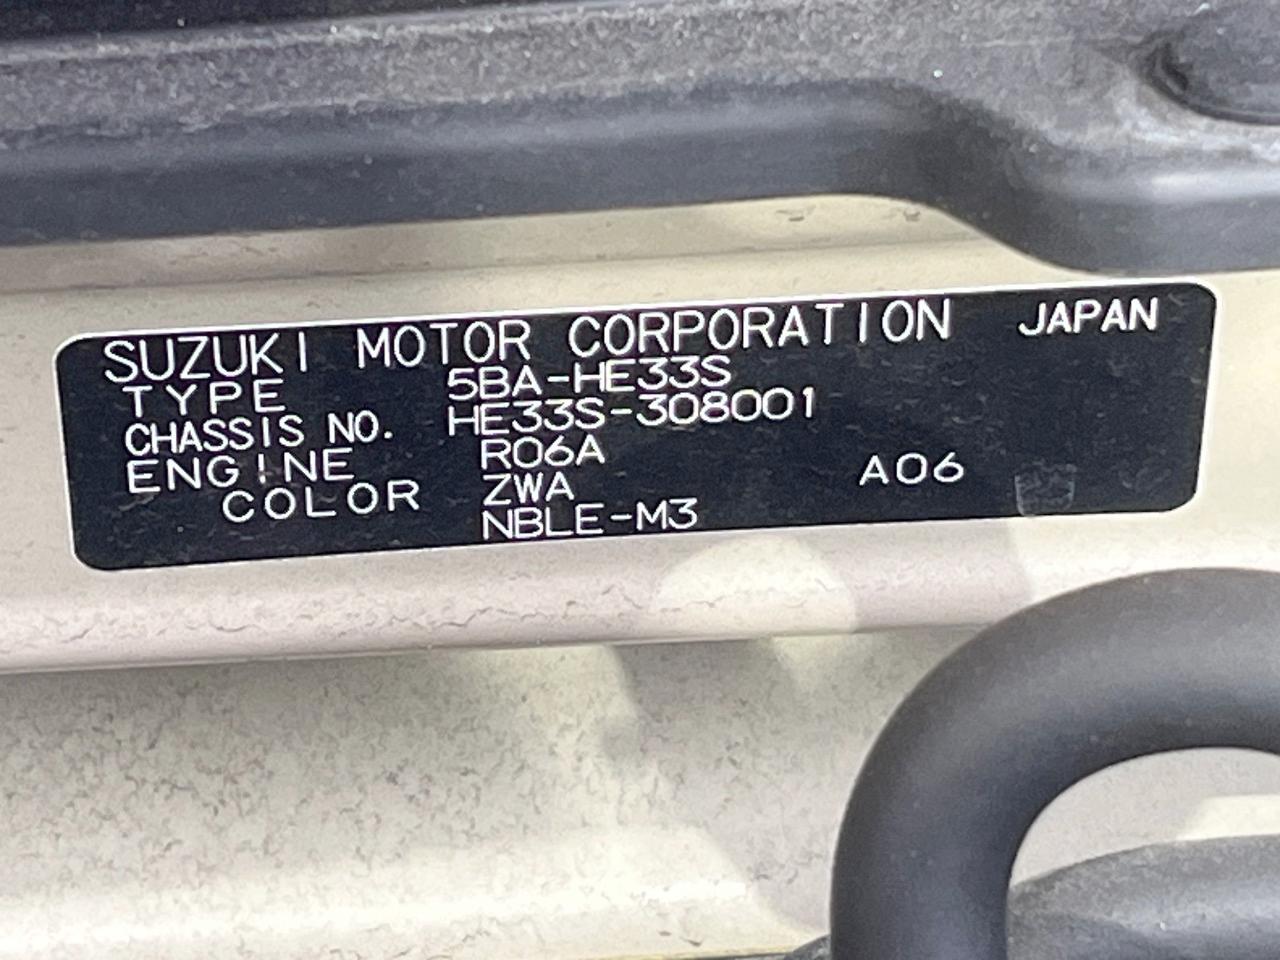 SUZUKI MOTOR CORPORATION JAPAN
TYPE 5BA-HE33S
CHASSIS NO. HE33S-308001
ENGINE R06A
COLOR ZWA A06
NBLE-M3